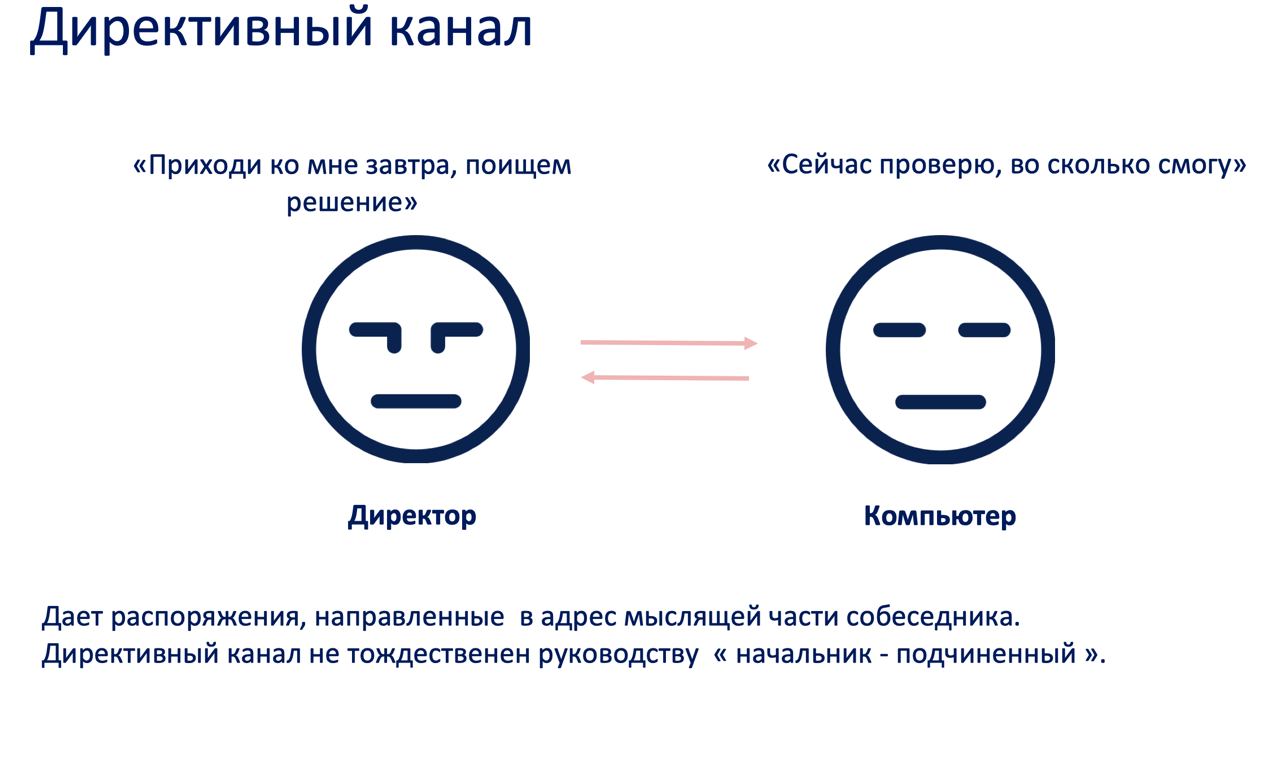 Директивный канал
«Приходи ко мне завтра, поищем
решение»
«Сейчас проверю, во сколько смогу»
Директор
Компьютер
Дает распоряжения, направленные  в адрес мыслящей части собеседника.
Директивный канал не тождественен руководству  « начальник - подчиненный ».